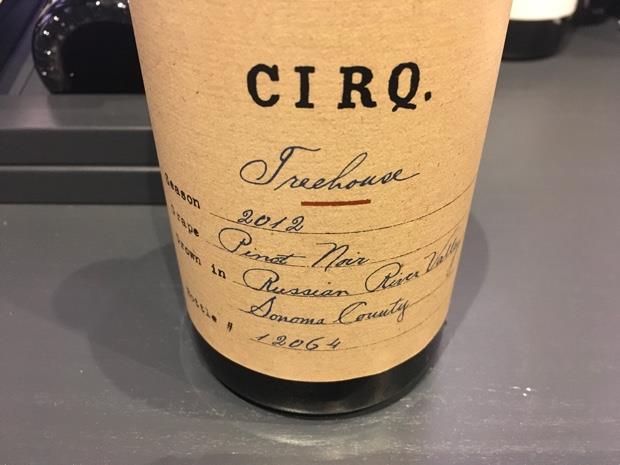 CIRQ.
Treehouse
Season 2012
Grape Pinot Noir
Grown in Russian River Valley
Sonoma County
Bottle # 12064